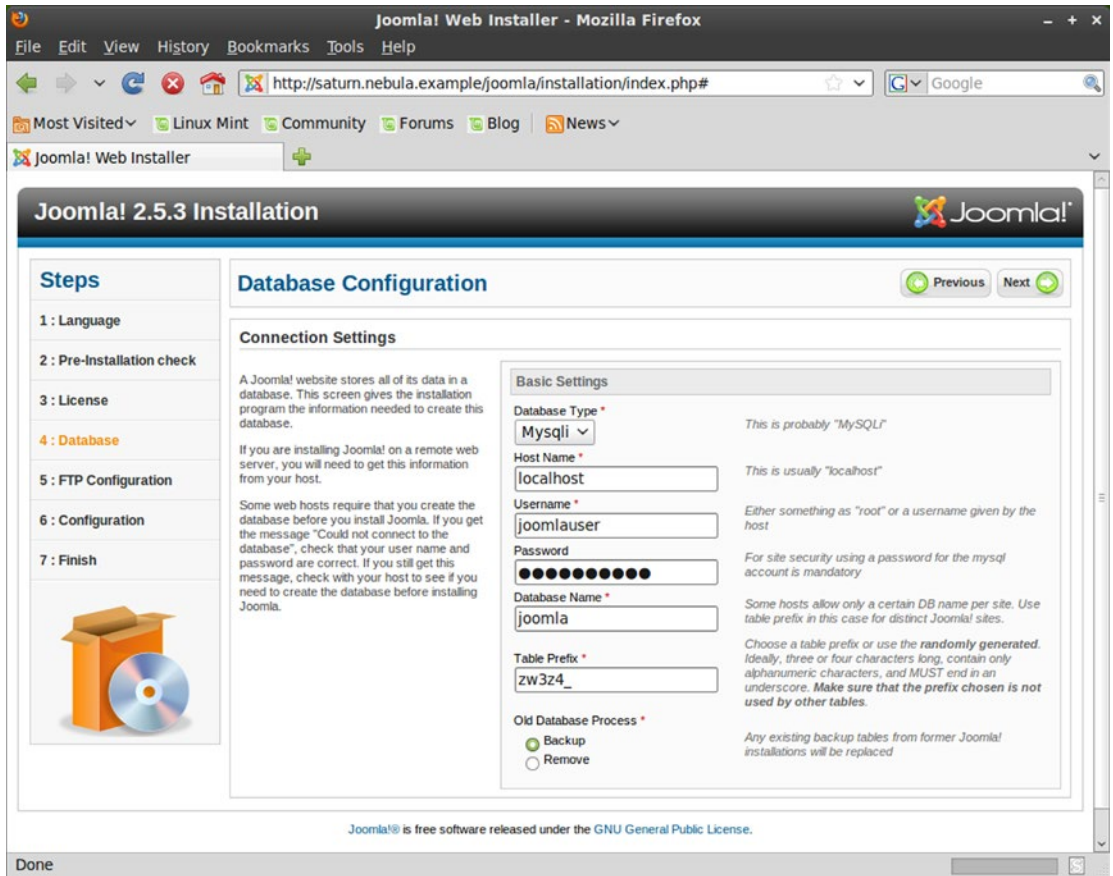 Joomla! Web Installer - Mozilla Firefox
File Edit View History Bookmarks Tools Help
http://saturn.nebula.example/joomla/installation/index.php#
Google
Most Visited Linux Mint Community Forums Blog News
Joomla! Web Installer
Joomla! 2.5.3 Installation
Joomla!
Steps
1 : Language
2 : Pre-Installation check
3 : License
4 : Database
5 : FTP Configuration
6 : Configuration
7 : Finish
Database Configuration
Previous
Next
Connection Settings
A Joomla! website stores all of its data in a
database. This screen gives the installation
program the information needed to create this
database.
If you are installing Joomla! on a remote web
server, you will need to get this information
from your host.
Some web hosts require that you create the
database before you install Joomla. If you get
the message "Could not connect to the
database", check that your user name and
password are correct. If you still get this
message, check with your host to see if you
need to create the database before installing
Joomla.
Basic Settings
Database Type *
Mysqli
This is probably "MySQLi"
Host Name *
localhost
This is usually "localhost"
Username *
joomlauser
Either something as "root" or a username given by the
host
Password
●●●●●●●●●●
For site security using a password for the mysql
account is mandatory
Database Name *
joomla
Some hosts allow only a certain DB name per site. Use
table prefix in this case for distinct Joomla! sites.
Table Prefix *
zw3z4_
Choose a table prefix or use the randomly generated.
Ideally, three or four characters long, contain only
alphanumeric characters, and MUST end in an
underscore. Make sure that the prefix chosen is not
used by other tables.
Old Database Process *
Backup
Remove
Any existing backup tables from former Joomla!
installations will be replaced
Joomla!® is free software released under the GNU General Public License.
Done